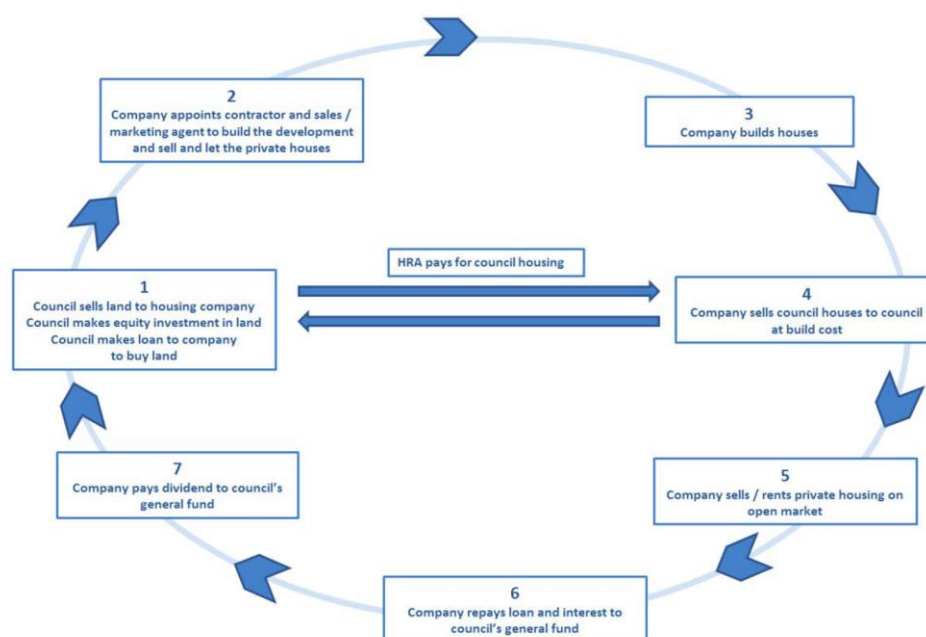 2
Company appoints contractor and sales /
marketing agent to build the development
and sell and let the private houses
3
Company builds houses
HRA pays for council housing
1
Council sells land to housing company
Council makes equity investment in land
Council makes loan to company
to buy land
4
Company sells council houses to council
at build cost
7
Company pays dividend to council's
general fund
5
Company sells / rents private housing on
open market
6
Company repays loan and interest to
council's general fund